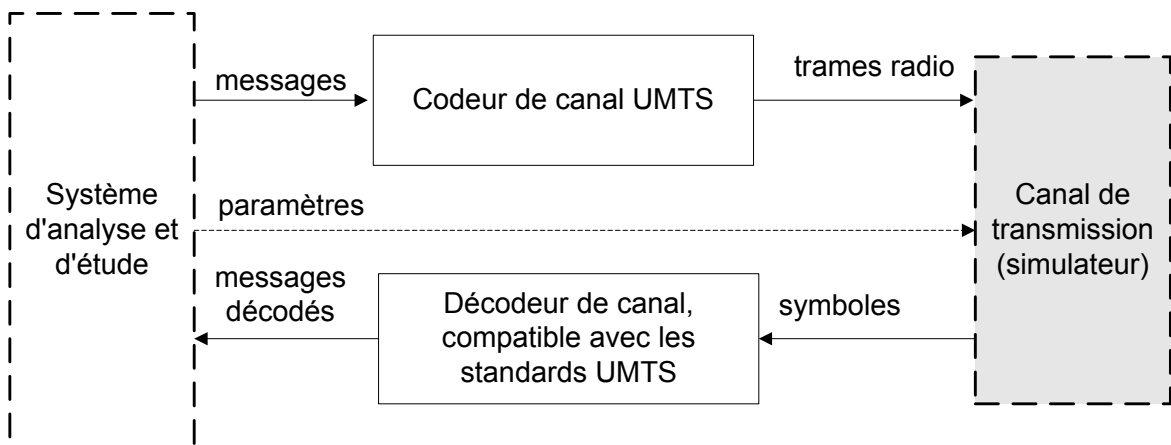 messages
Codeur de canal UMTS
trames radio
Système
d'analyse et
d'étude
paramètres
Canal de
transmission
(simulateur)
messages
décodés
Décodeur de canal,
compatible avec les
standards UMTS
symboles